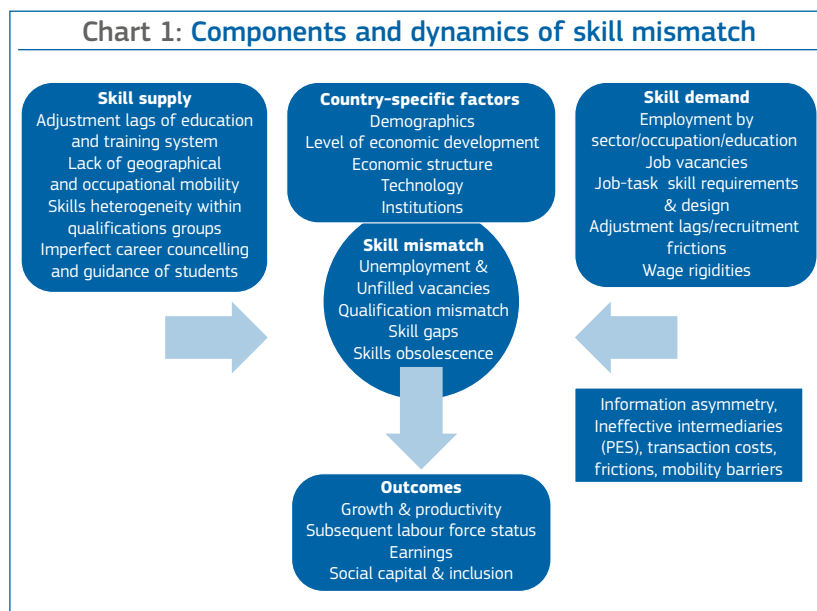 Chart 1: Components and dynamics of skill mismatch
Skill supply
Adjustment lags of education
and training system
Lack of geographical
and occupational mobility
Skills heterogeneity within
qualifications groups
Imperfect career councelling
and guidance of students
Country-specific factors
Demographics
Level of economic development
Economic structure
Technology
Institutions
Skill demand
Employment by
sector/occupation/education
Job vacancies
Job-task skill requirements
& design
Adjustment lags/recruitment
frictions
Wage rigidities
Skill mismatch
Unemployment &
Unfilled vacancies
Qualification mismatch
Skill gaps
Skills obsolescence
Information asymmetry,
Ineffective intermediaries
(PES), transaction costs,
frictions, mobility barriers
Outcomes
Growth & productivity
Subsequent labour force status
Earnings
Social capital & inclusion